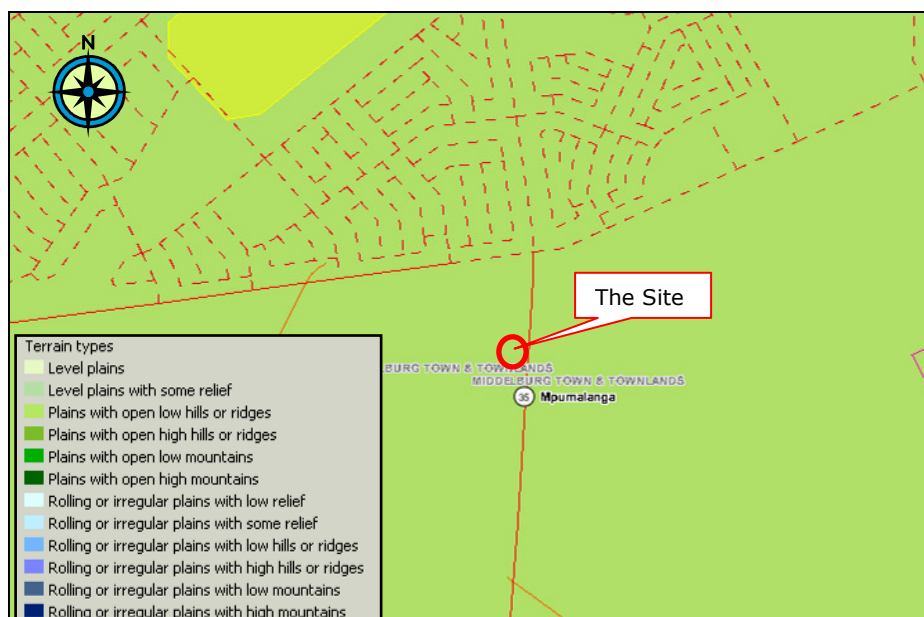 N
The Site
BURG TOWN & TOWNLANDS
MIDDELBURG TOWN & TOWNLANDS
35 Mpumalanga
Terrain types
Level plains
Level plains with some relief
Plains with open low hills or ridges
Plains with open high hills or ridges
Plains with open low mountains
Plains with open high mountains
Rolling or irregular plains with low relief
Rolling or irregular plains with some relief
Rolling or irregular plains with low hills or ridges
Rolling or irregular plains with high hills or ridges
Rolling or irregular plains with low mountains
Rolling or irregular plains with high mountains